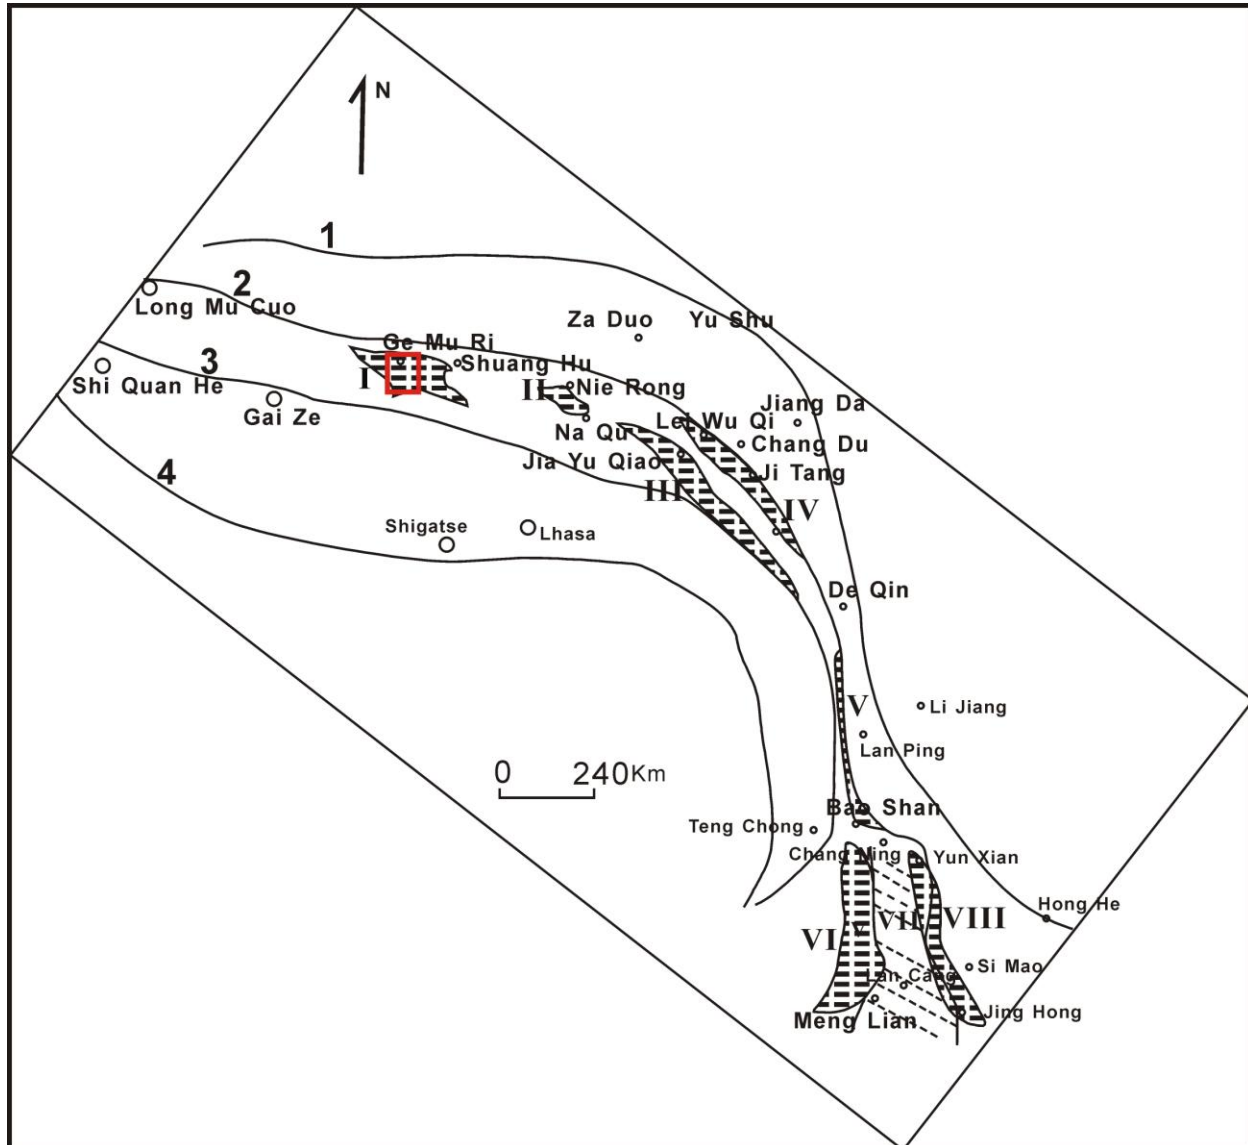 N
1
2
Long Mu Cuo
Za Duo
Yu Shu
Ge Mu Ri
3
Shuang Hu
Shi Quan He
I
II
Nie Rong
Jiang Da
Gai Ze
Lei Wu Qi
Na Qu
Chang Du
Jia Yu Qiao
Ji Tang
4
III
IV
Shigatse
Lhasa
De Qin
V
Li Jiang
Lan Ping
0 240Km
Bao Shan
Teng Chong
Chang Ning
Yun Xian
Hong He
VI
V
VII
VIII
Lan Cang
Si Mao
Meng Lian
Jing Hong